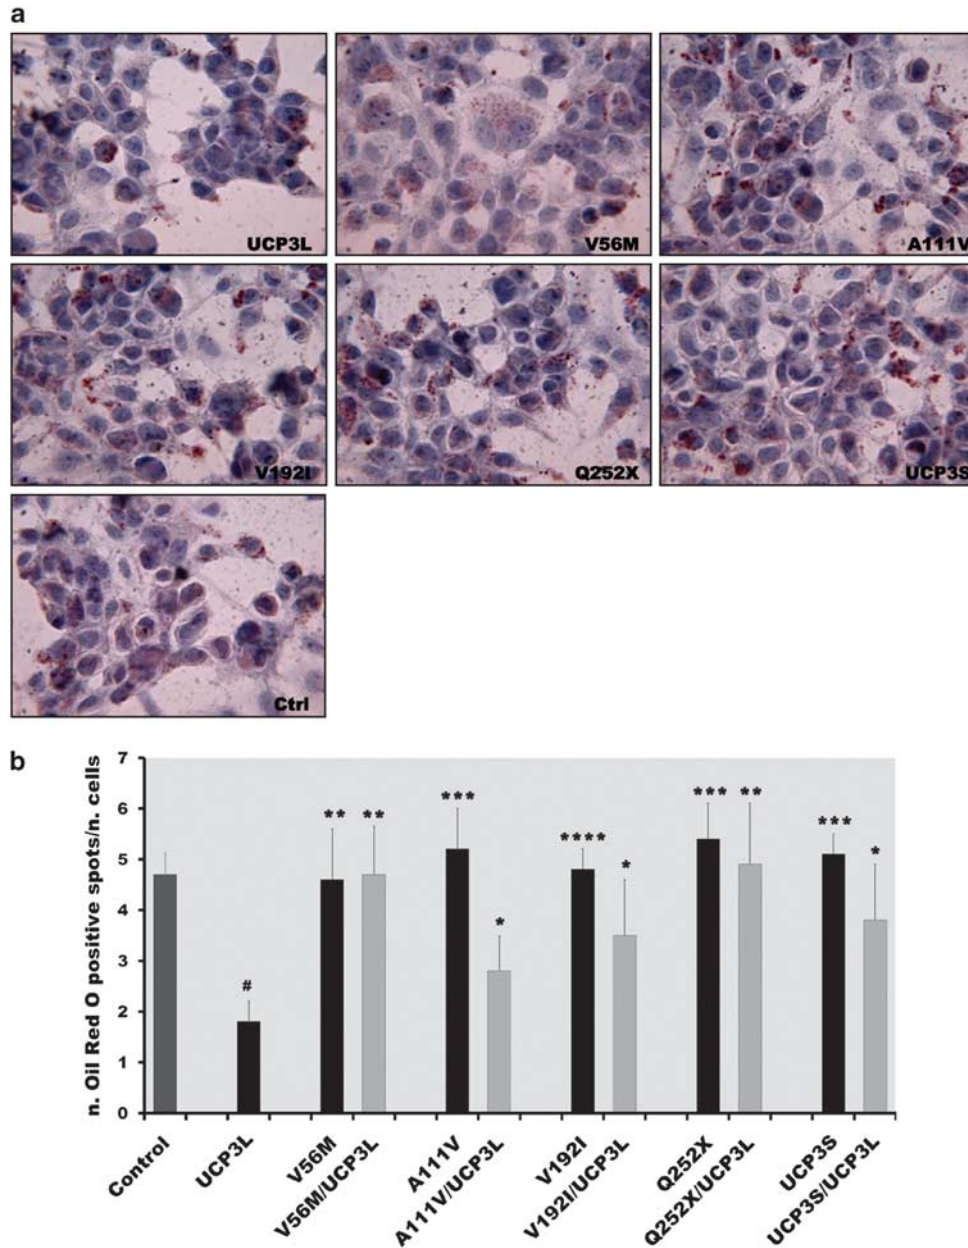 a
UCP3L
V56M
A111V
V192I
Q252X
UCP3S
Ctrl
b
n. Oil Red O positive spots/n. cells
7
6
5
4
3
2
1
0
#
**
**
***
*
****
*
***
**
***
*
Control
UCP3L
V56M
V56M/UCP3L
A111V
A111V/UCP3L
V192I
V192I/UCP3L
Q252X
Q252X/UCP3L
UCP3S
UCP3S/UCP3L